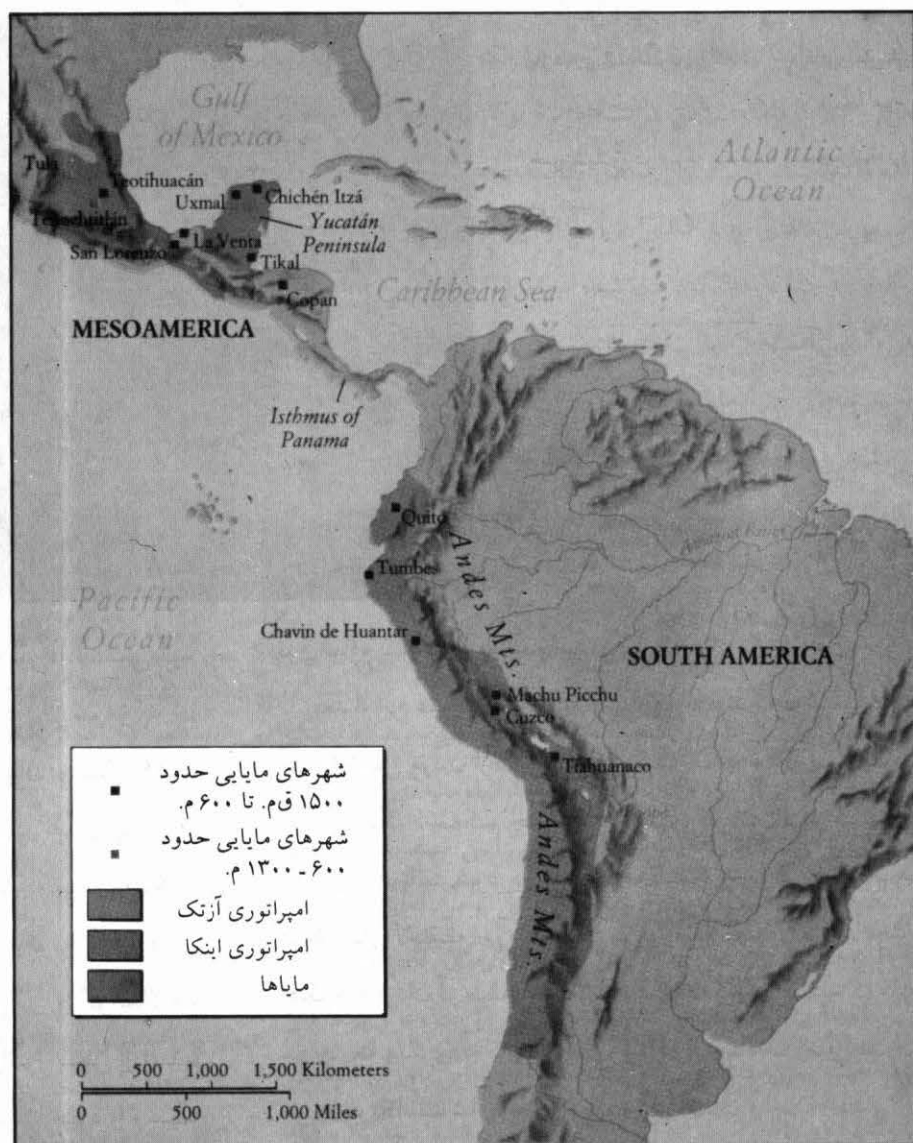 Gulf
of Mexico
Atlantic
Ocean
Tula
Teotihuacán
Uxmal
Chichén Itzá
Yucatán
Peninsula
La Venta
San Lorenzo
Tikal
Copan
Caribbean Sea
MESOAMERICA
Isthmus of
Panama
Quito
Andes Mts.
Tumbes
Pacific
Ocean
Chavin de Huantar
SOUTH AMERICA
Machu Picchu
Cuzco
Tiahuanaco
Andes Mts.
شهرهای مایایی حدود
۱۵۰۰ ق‌م. تا ۶۰۰ م.
شهرهای مایایی حدود
۶۰۰ ـ ۱۳۰۰ م.
امپراتوری آزتک
امپراتوری اینکا
مایاها
0 500 1,000 1,500 Kilometers
0 500 1,000 Miles